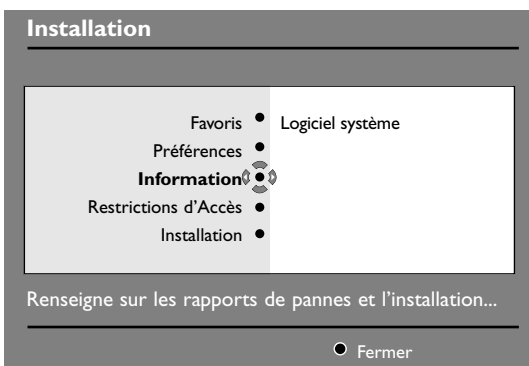 Installation
Favoris
Logiciel système
Préférences
Information
Restrictions d'Accès
Installation
Renseigne sur les rapports de pannes et l'installation...
Fermer